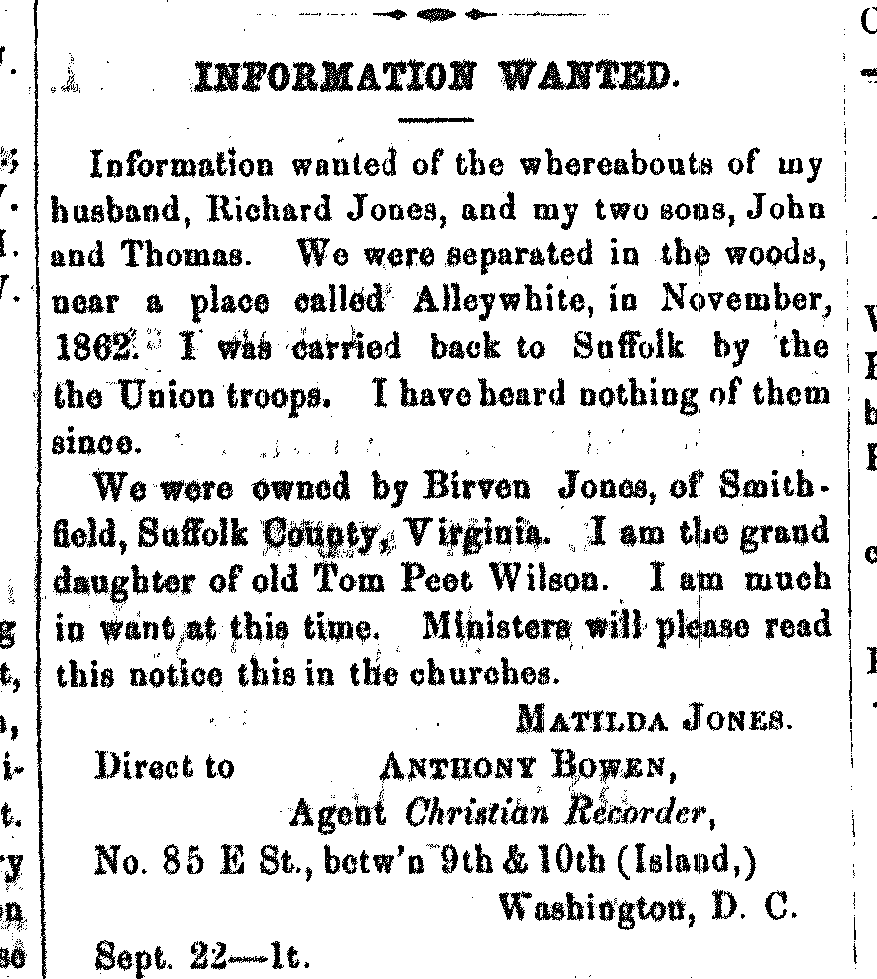 INFORMATION WANTED.
Information wanted of the whereabouts of my
husband, Richard Jones, and my two sons, John
and Thomas. We were separated in the woods,
near a place called Alleywhite, in November,
1862. I was carried back to Suffolk by the
the Union troops. I have heard nothing of them
since.
We were owned by Birven Jones, of Smith-
field, Suffolk County, Virginia. I am the grand
daughter of old Tom Peet Wilson. I am much
in want at this time. Ministers will please read
this notice this in the churches.
MATILDA JONES.
Direct to ANTHONY BOWEN,
Agent Christian Recorder,
No. 85 E St., betw'n 9th & 10th (Island,)
Washington, D. C.
Sept. 22—1t.